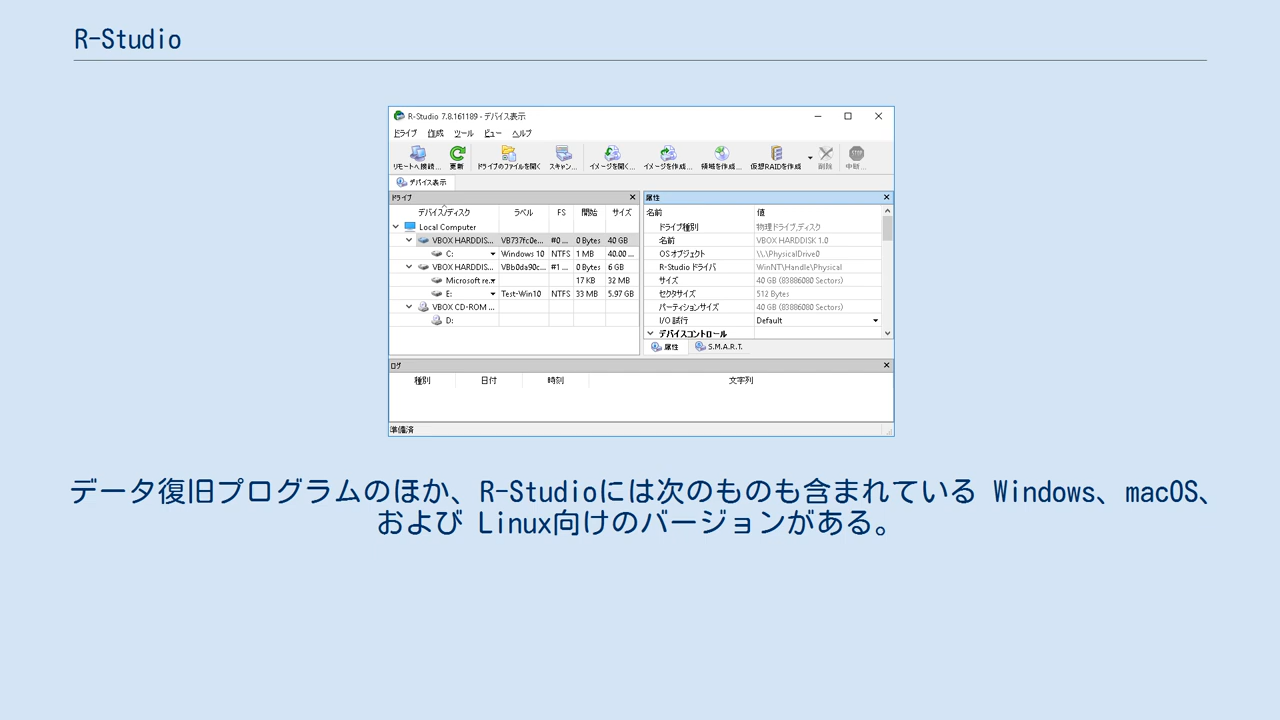 R-Studio
R-Studio 7.8.161189 - デバイス表示
ドライブ 作成 ツール ビュー ヘルプ
リモートへ接続... 更新 ドライブのファイルを開く スキャン... イメージを開く... イメージを作成... 領域を作成... 仮想RAIDを作成 削除 中断...
デバイス表示
ドライブ
デバイス/ディスク ラベル FS 開始 サイズ
Local Computer
VBOX HARDDIS... VB737fc0e... #0 ... 0 Bytes 40 GB
C: Windows 10 NTFS 1 MB 40.00 ...
VBOX HARDDIS... VBb0da90c... #1 ... 0 Bytes 6 GB
Microsoft re... 17 KB 32 MB
E: Test-Win10 NTFS 33 MB 5.97 GB
VBOX CD-ROM ...
D:
属性
名前 値
ドライブ種別 物理ドライブ,ディスク
名前 VBOX HARDDISK 1.0
OSオブジェクト \\.\PhysicalDrive0
R-Studio ドライバ WinNT\Handle\Physical
サイズ 40 GB (83886080 Sectors)
セクタサイズ 512 Bytes
パーティションサイズ 40 GB (83886080 Sectors)
I/O 試行 Default
デバイスコントロール
属性 S.M.A.R.T.
ログ
種別 日付 時刻 文字列
準備済
データ復旧プログラムのほか、R-Studioには次のものも含まれている Windows、macOS、
および Linux向けのバージョンがある。